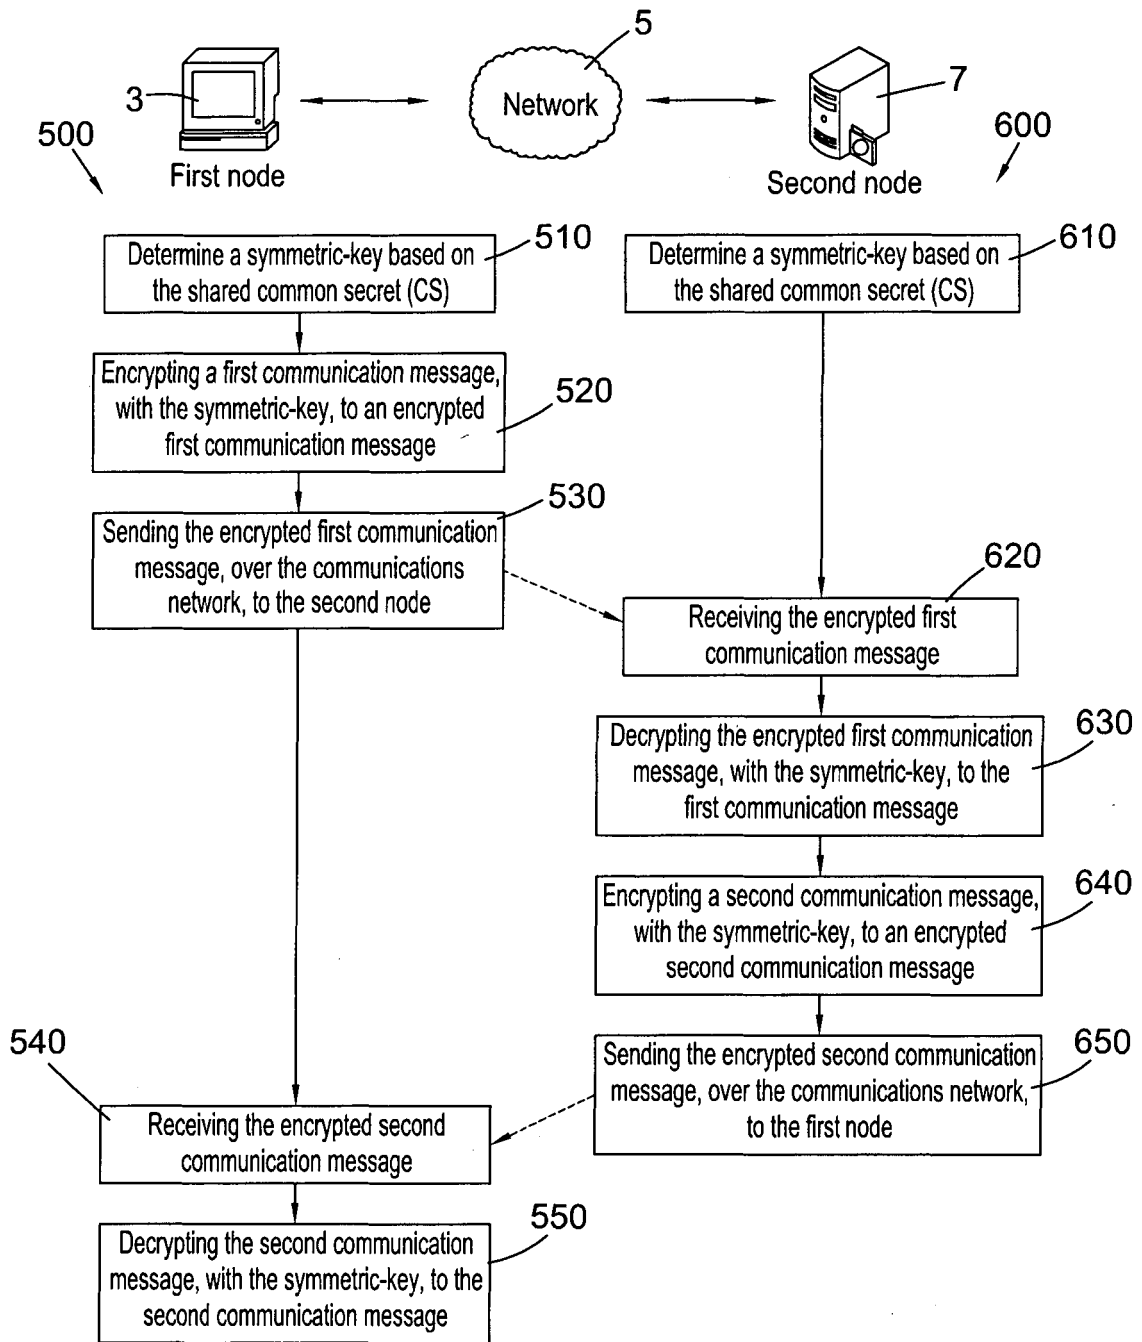 5
3
Network
7
500
600
First node
Second node
510
Determine a symmetric-key based on
the shared common secret (CS)
610
Determine a symmetric-key based on
the shared common secret (CS)
Encrypting a first communication message,
with the symmetric-key, to an encrypted
first communication message
520
530
Sending the encrypted first communication
message, over the communications
network, to the second node
620
Receiving the encrypted first
communication message
Decrypting the encrypted first communication
message, with the symmetric-key, to the
first communication message
630
Encrypting a second communication message,
with the symmetric-key, to an encrypted
second communication message
640
Sending the encrypted second communication
message, over the communications network,
to the first node
650
540
Receiving the encrypted second
communication message
Decrypting the second communication
message, with the symmetric-key, to the
second communication message
550